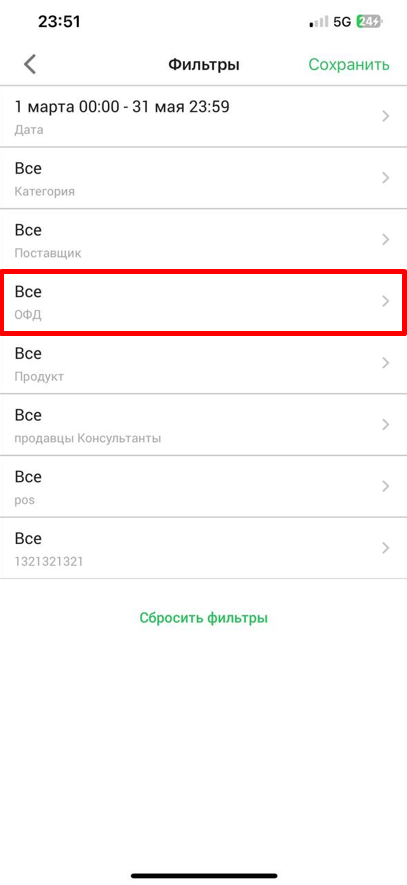 23:51 5G 24
Фильтры Сохранить
1 марта 00:00 - 31 мая 23:59
Дата
Все
Категория
Все
Поставщик
Все
ОФД
Все
Продукт
Все
продавцы Консультанты
Все
pos
Все
1321321321
Сбросить фильтры